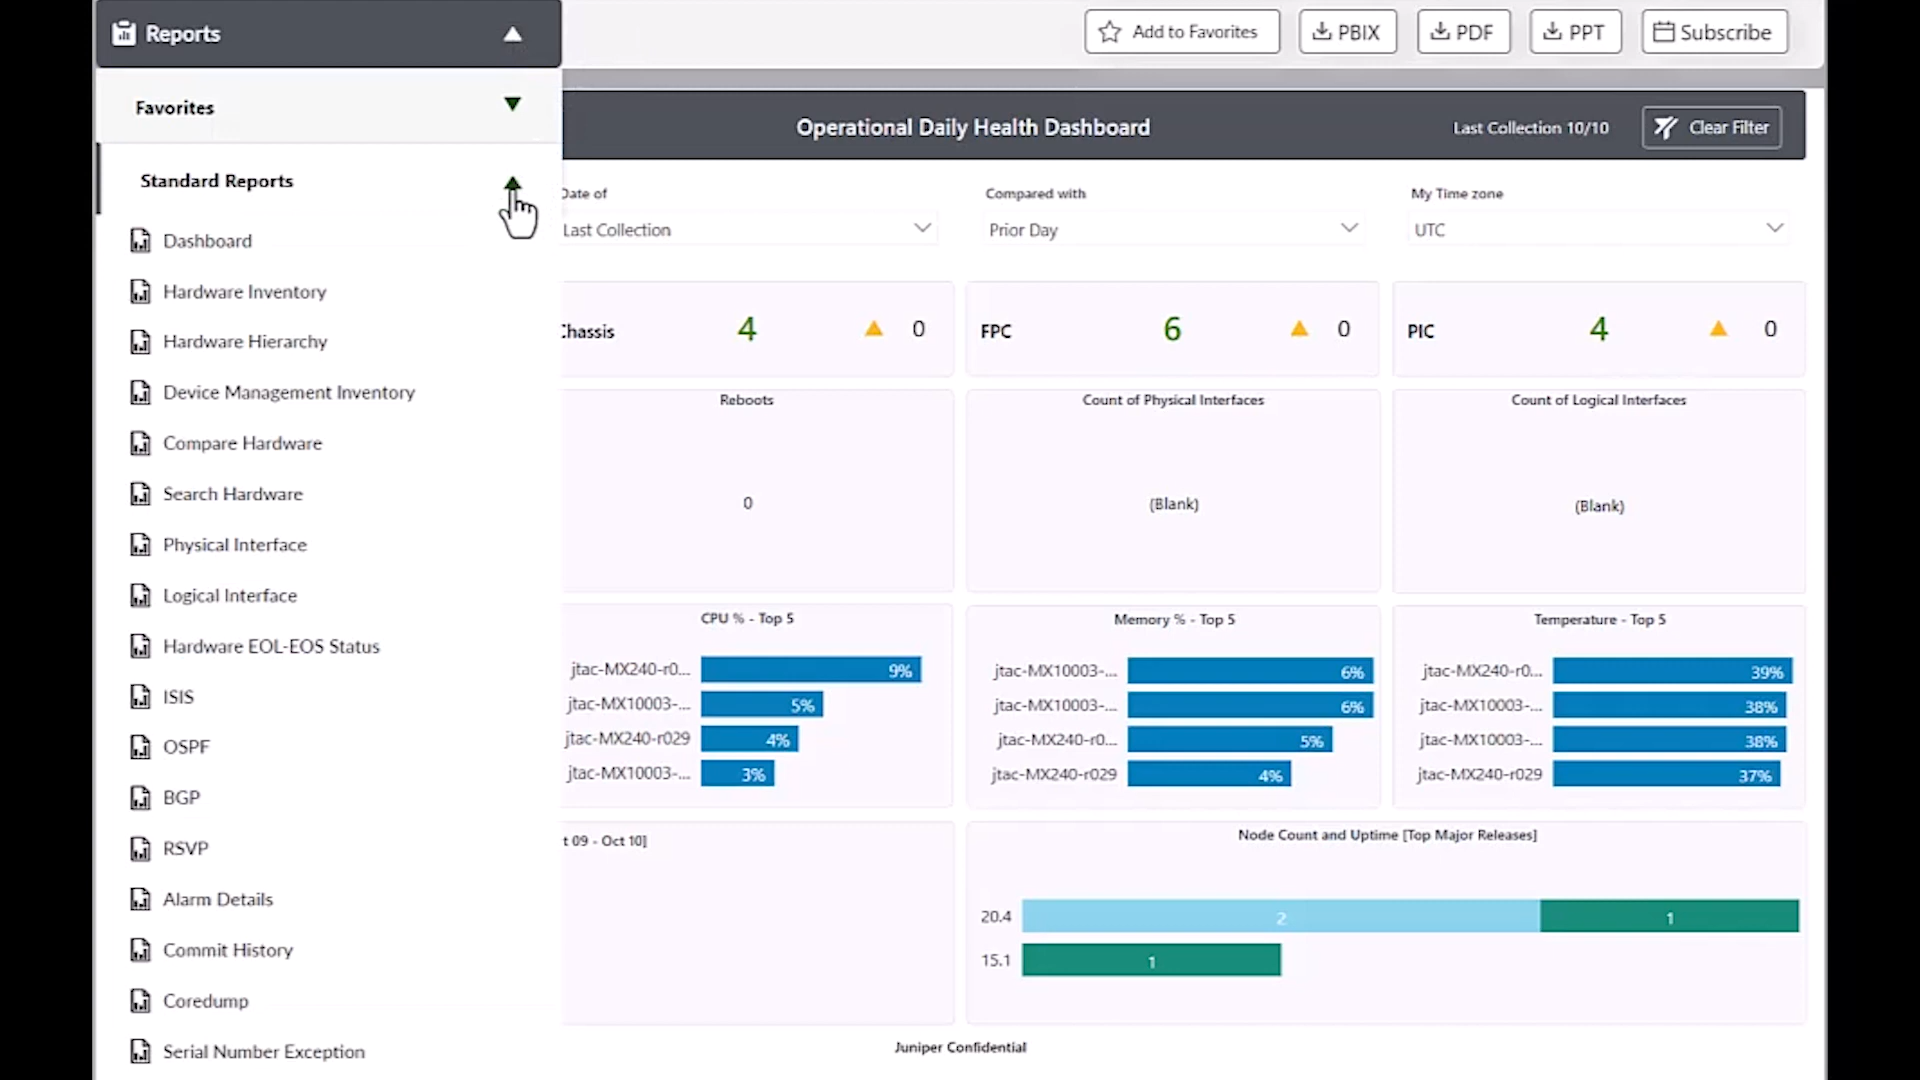 Reports
Add to Favorites
PBIX
PDF
PPT
Subscribe
Favorites
Operational Daily Health Dashboard
Last Collection 10/10
Clear Filter
Standard Reports
Dashboard
Hardware Inventory
Hardware Hierarchy
Device Management Inventory
Compare Hardware
Search Hardware
Physical Interface
Logical Interface
Hardware EOL-EOS Status
ISIS
OSPF
BGP
RSVP
Alarm Details
Commit History
Coredump
Serial Number Exception
Date of
Last Collection
Compared with
Prior Day
My Time zone
UTC
Chassis 4 0
FPC 6 0
PIC 4 0
Reboots
0
Count of Physical Interfaces
(Blank)
Count of Logical Interfaces
(Blank)
CPU % - Top 5
jtac-MX240-r0... 9%
jtac-MX10003-... 5%
jtac-MX240-r029 4%
jtac-MX10003-... 3%
Memory % - Top 5
jtac-MX10003-... 6%
jtac-MX10003-... 6%
jtac-MX240-r0... 5%
jtac-MX240-r029 4%
Temperature - Top 5
jtac-MX240-r0... 39%
jtac-MX10003-... 38%
jtac-MX10003-... 38%
jtac-MX240-r029 37%
t 09 - Oct 10]
Node Count and Uptime [Top Major Releases]
20.4 2 1
15.1 1
Juniper Confidential